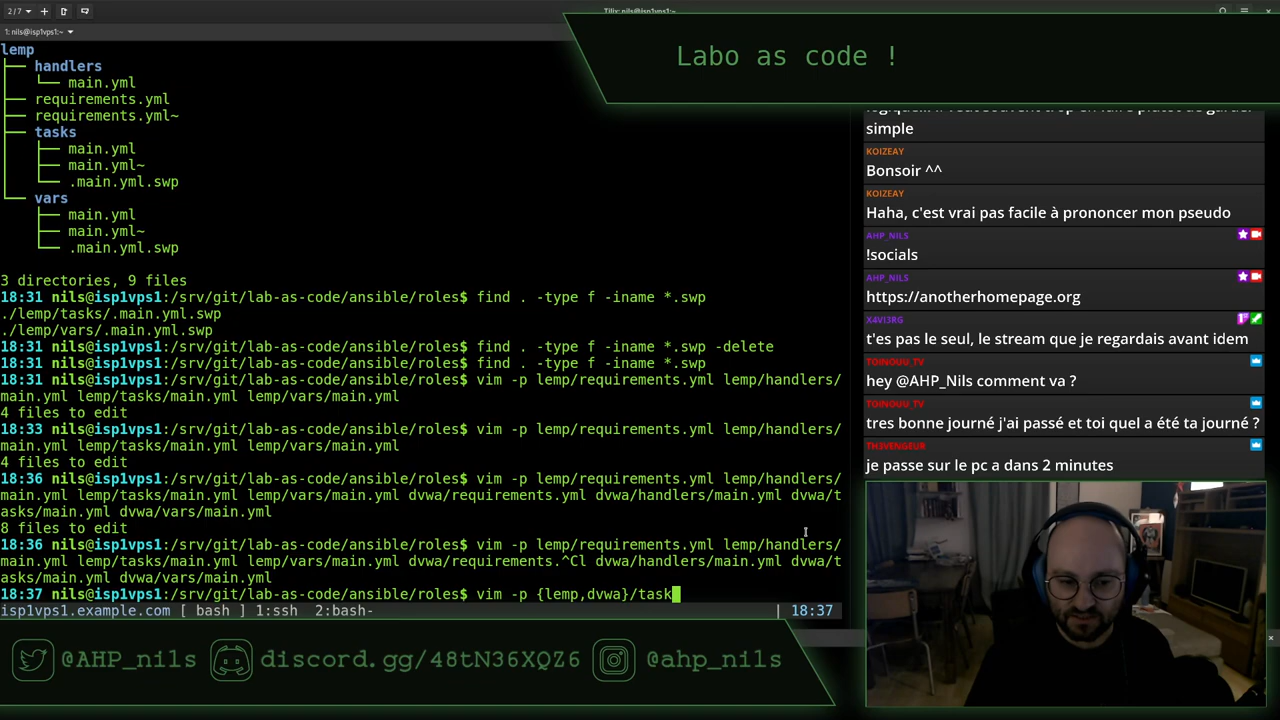 2/7
Tilix: nils@isp1vps1:~
1: nils@isp1vps1:~
Labo as code !
lemp
├── handlers
│   └── main.yml
├── requirements.yml
├── requirements.yml~
├── tasks
│   ├── main.yml
│   ├── main.yml~
│   └── .main.yml.swp
└── vars
    ├── main.yml
    ├── main.yml~
    └── .main.yml.swp
3 directories, 9 files
18:31 nils@isp1vps1:/srv/git/lab-as-code/ansible/roles$ find . -type f -iname *.swp
./lemp/tasks/.main.yml.swp
./lemp/vars/.main.yml.swp
18:31 nils@isp1vps1:/srv/git/lab-as-code/ansible/roles$ find . -type f -iname *.swp -delete
18:31 nils@isp1vps1:/srv/git/lab-as-code/ansible/roles$ find . -type f -iname *.swp
18:31 nils@isp1vps1:/srv/git/lab-as-code/ansible/roles$ vim -p lemp/requirements.yml lemp/handlers/
main.yml lemp/tasks/main.yml lemp/vars/main.yml
4 files to edit
18:33 nils@isp1vps1:/srv/git/lab-as-code/ansible/roles$ vim -p lemp/requirements.yml lemp/handlers/
main.yml lemp/tasks/main.yml lemp/vars/main.yml
4 files to edit
18:36 nils@isp1vps1:/srv/git/lab-as-code/ansible/roles$ vim -p lemp/requirements.yml lemp/handlers/
main.yml lemp/tasks/main.yml lemp/vars/main.yml dvwa/requirements.yml dvwa/handlers/main.yml dvwa/t
asks/main.yml dvwa/vars/main.yml
8 files to edit
18:36 nils@isp1vps1:/srv/git/lab-as-code/ansible/roles$ vim -p lemp/requirements.yml lemp/handlers/
main.yml lemp/tasks/main.yml lemp/vars/main.yml dvwa/requirements.^Cl dvwa/handlers/main.yml dvwa/t
asks/main.yml dvwa/vars/main.yml
18:37 nils@isp1vps1:/srv/git/lab-as-code/ansible/roles$ vim -p {lemp,dvwa}/task
isp1vps1.example.com [ bash ] 1:ssh  2:bash- | 18:37
simple
KOIZEAY
Bonsoir ^^
KOIZEAY
Haha, c'est vrai pas facile à prononcer mon pseudo
AHP_NILS
!socials
AHP_NILS
https://anotherhomepage.org
X4VI3RG
t'es pas le seul, le stream que je regardais avant idem
TOINOUU_TV
hey @AHP_Nils comment va ?
TOINOUU_TV
tres bonne journé j'ai passé et toi quel a été ta journé ?
TH3VENGEUR
je passe sur le pc a dans 2 minutes
@AHP_nils
discord.gg/48tN36XQZ6
@ahp_nils